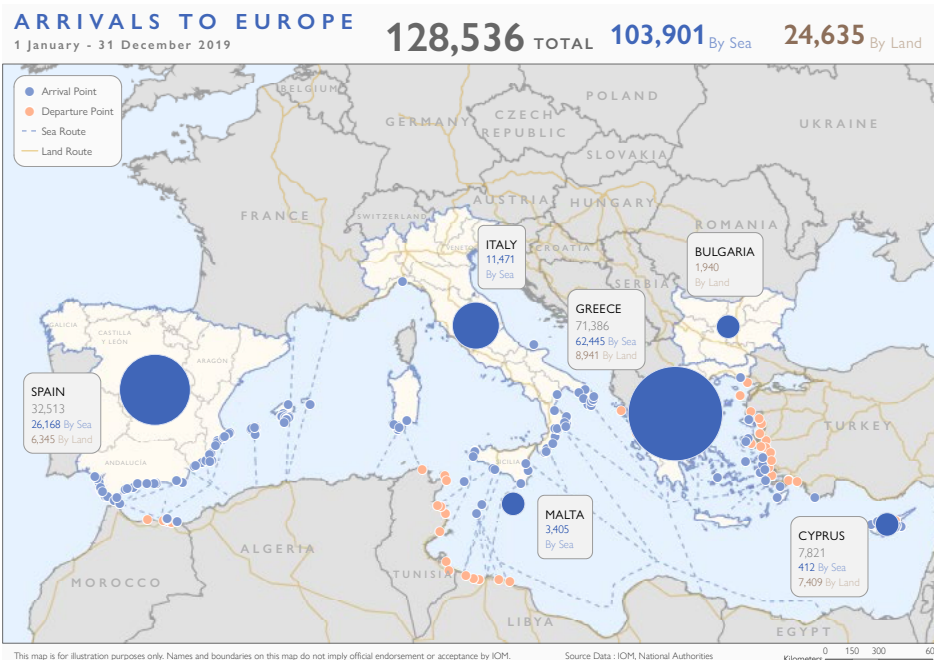 ARRIVALS TO EUROPE
1 January - 31 December 2019
128,536 TOTAL
103,901 By Sea
24,635 By Land
Arrival Point
Departure Point
Sea Route
Land Route
BELGIUM
POLAND
GERMANY
CZECH
REPUBLIC
UKRAINE
SLOVAKIA
AUSTRIA
HUNGARY
FRANCE
SWITZERLAND
ROMANIA
CROATIA
SERBIA
ITALY
11,471
By Sea
BULGARIA
1,940
By Land
GREECE
71,386
62,445 By Sea
8,941 By Land
GALICIA
CASTILLA
Y LEÓN
ARAGÓN
SPAIN
32,513
26,168 By Sea
6,345 By Land
ANDALUCÍA
SICILIA
TURKEY
MALTA
3,405
By Sea
CYPRUS
7,821
412 By Sea
7,409 By Land
MOROCCO
ALGERIA
TUNISIA
LIBYA
EGYPT
This map is for illustration purposes only. Names and boundaries on this map do not imply official endorsement or acceptance by IOM.
Source Data : IOM, National Authorities
Kilometers
0 150 300 60